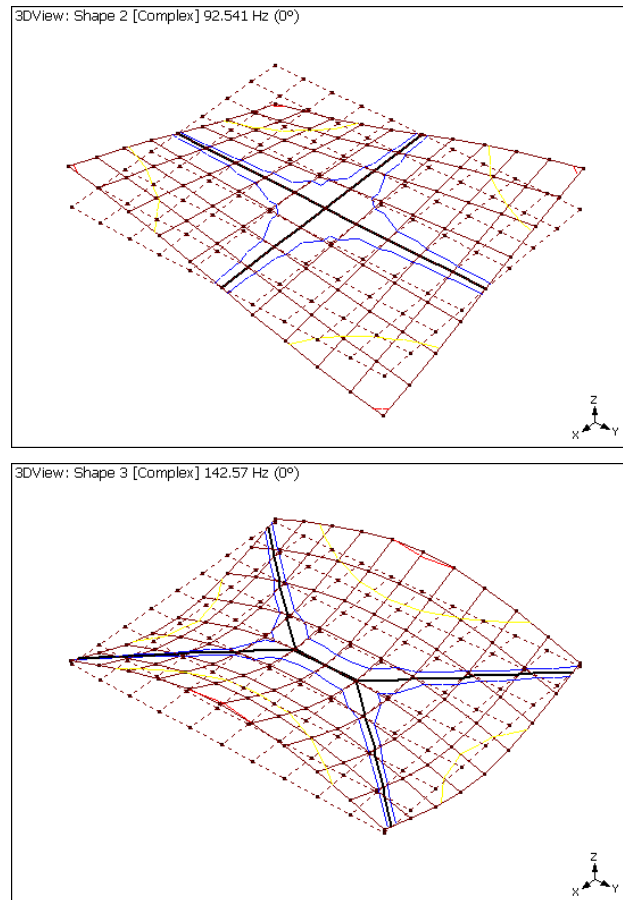 3DView: Shape 2 [Complex] 92.541 Hz (0°)
Z
X
Y
3DView: Shape 3 [Complex] 142.57 Hz (0°)
Z
X
Y